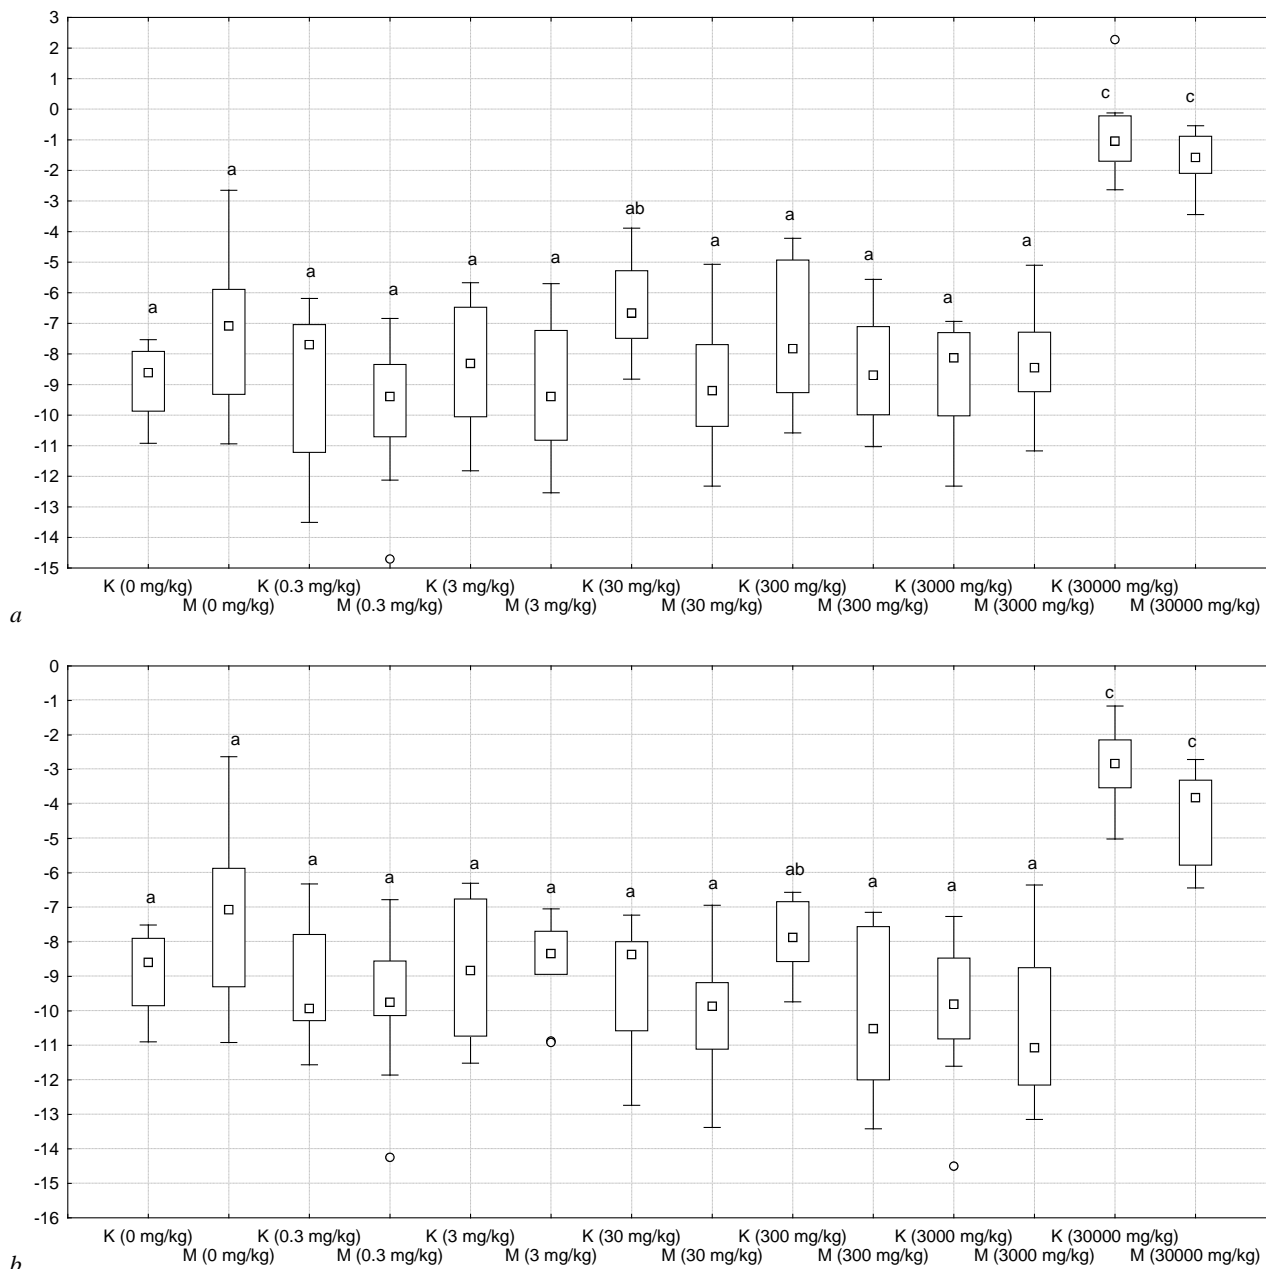 3
2
1
0
-1
-2
-3
-4
-5
-6
-7
-8
-9
-10
-11
-12
-13
-14
-15
a
a
a
a
a
a
ab
a
a
a
a
a
c
c
K (0 mg/kg) K (0.3 mg/kg) K (3 mg/kg) K (30 mg/kg) K (300 mg/kg) K (3000 mg/kg) K (30000 mg/kg)
M (0 mg/kg) M (0.3 mg/kg) M (3 mg/kg) M (30 mg/kg) M (300 mg/kg) M (3000 mg/kg) M (30000 mg/kg)
a
0
-1
-2
-3
-4
-5
-6
-7
-8
-9
-10
-11
-12
-13
-14
-15
-16
a
a
a
a
a
a
a
a
ab
a
a
a
c
c
K (0 mg/kg) K (0.3 mg/kg) K (3 mg/kg) K (30 mg/kg) K (300 mg/kg) K (3000 mg/kg) K (30000 mg/kg)
M (0 mg/kg) M (0.3 mg/kg) M (3 mg/kg) M (30 mg/kg) M (300 mg/kg) M (3000 mg/kg) M (30000 mg/kg)
b